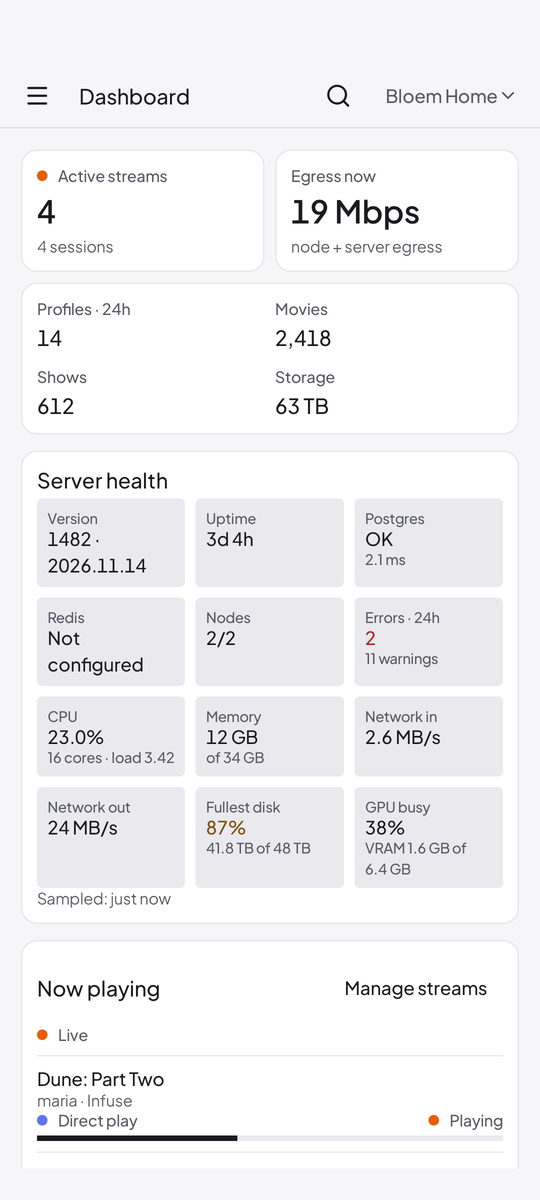 Dashboard
Bloem Home
Active streams
4
4 sessions
Egress now
19 Mbps
node + server egress
Profiles · 24h
14
Movies
2,418
Shows
612
Storage
63 TB
Server health
Version
1482 ·
2026.11.14
Uptime
3d 4h
Postgres
OK
2.1 ms
Redis
Not
configured
Nodes
2/2
Errors · 24h
2
11 warnings
CPU
23.0%
16 cores · load 3.42
Memory
12 GB
of 34 GB
Network in
2.6 MB/s
Network out
24 MB/s
Fullest disk
87%
41.8 TB of 48 TB
GPU busy
38%
VRAM 1.6 GB of
6.4 GB
Sampled: just now
Now playing
Manage streams
Live
Dune: Part Two
maria · Infuse
Direct play
Playing